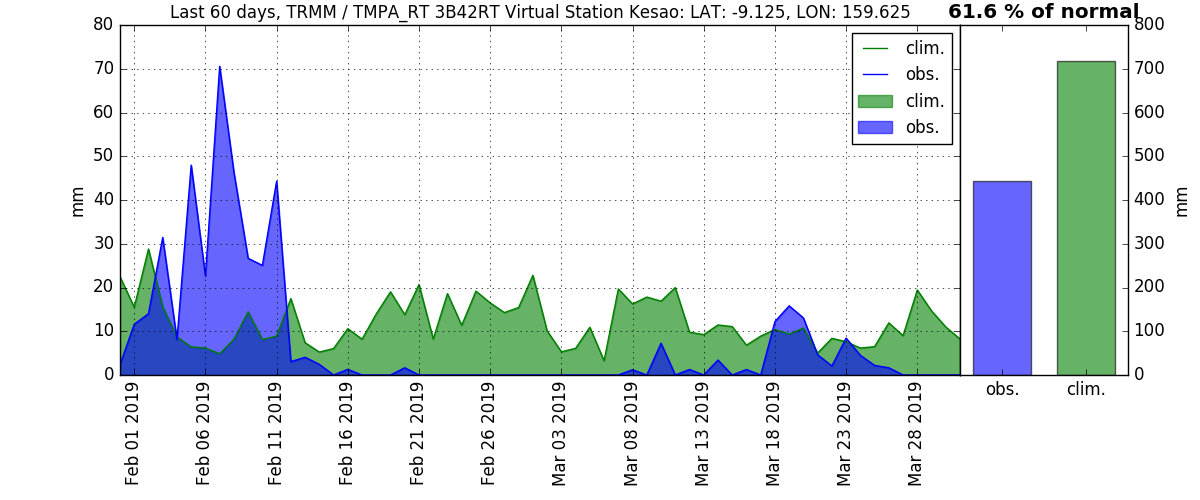 Last 60 days, TRMM / TMPA_RT 3B42RT Virtual Station Kesao: LAT: -9.125, LON: 159.625
61.6 % of normal
80
70
60
50
40
30
20
10
0
mm
clim.
obs.
clim.
obs.
Feb 01 2019
Feb 06 2019
Feb 11 2019
Feb 16 2019
Feb 21 2019
Feb 26 2019
Mar 03 2019
Mar 08 2019
Mar 13 2019
Mar 18 2019
Mar 23 2019
Mar 28 2019
800
700
600
500
400
300
200
100
0
mm
obs.
clim.